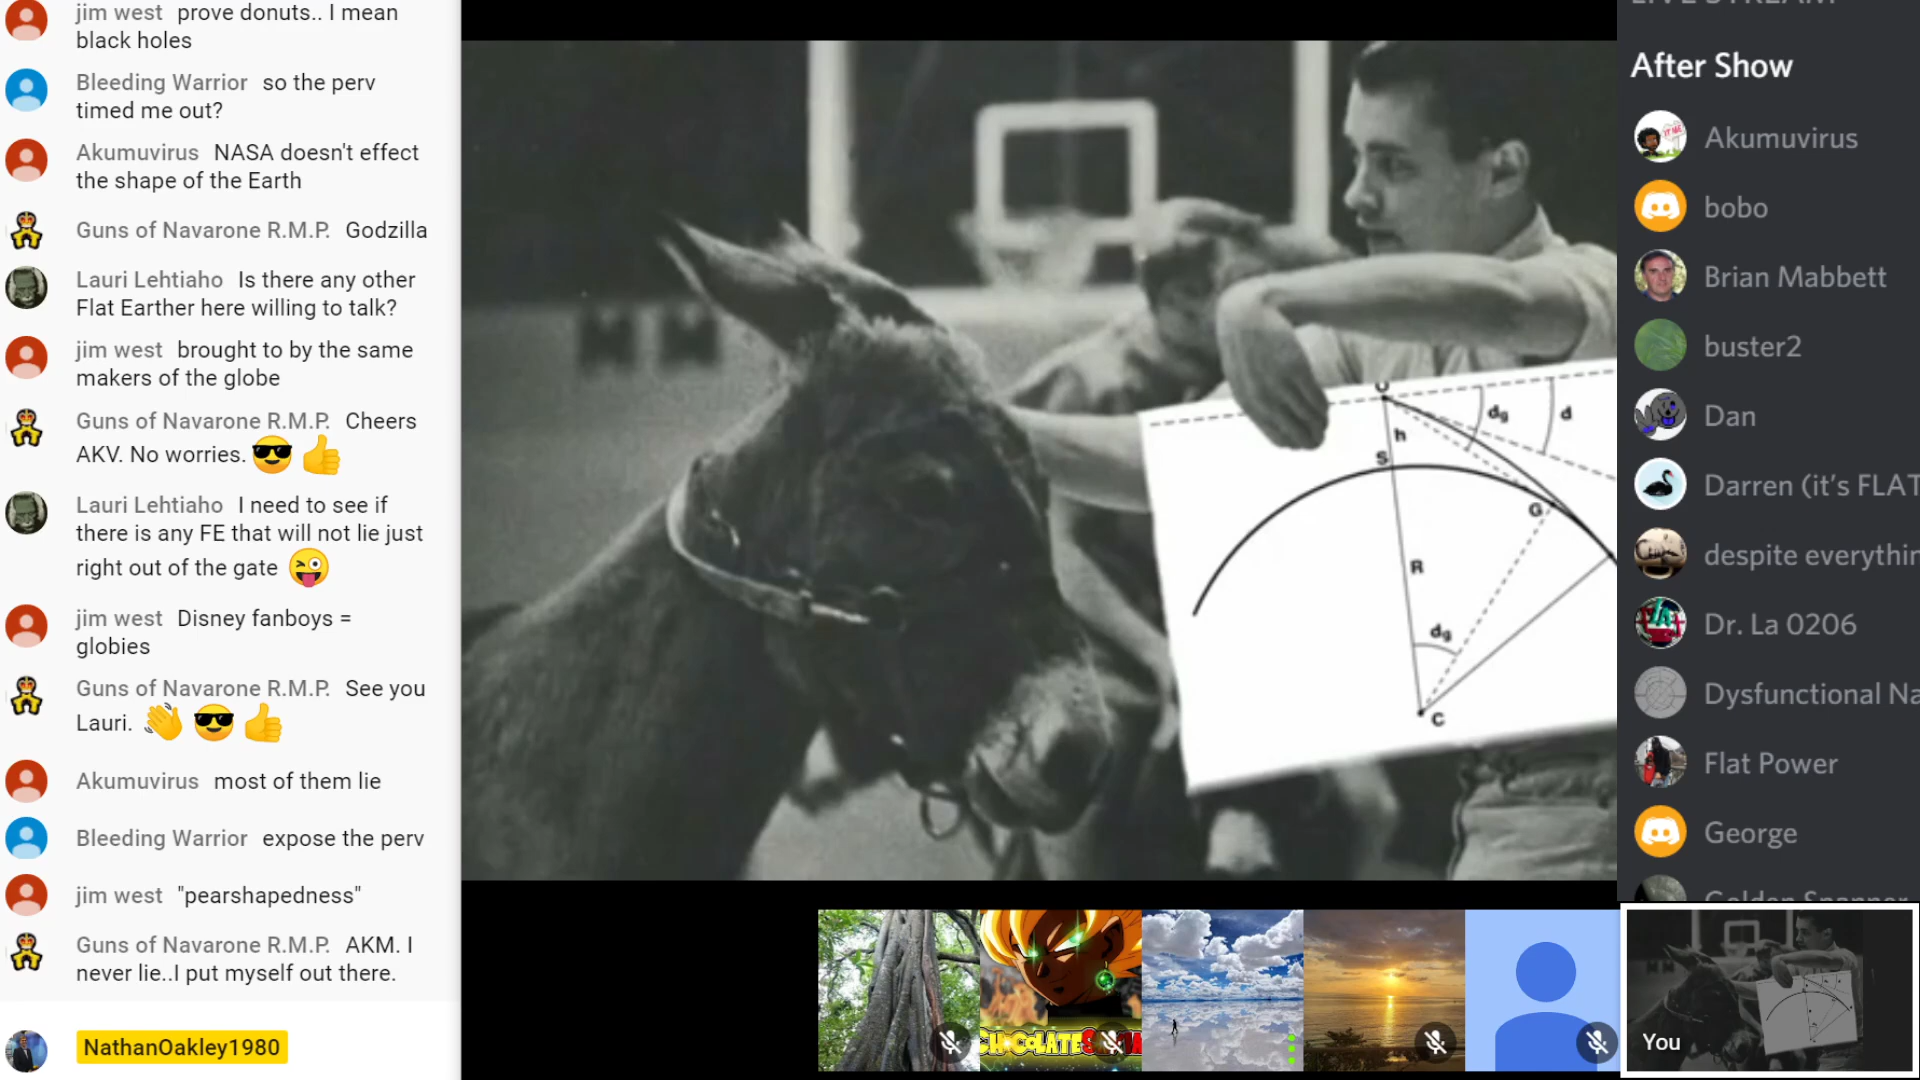 jim west prove donuts.. I mean
black holes
Bleeding Warrior so the perv
timed me out?
Akumuvirus NASA doesn't effect
the shape of the Earth
Guns of Navarone R.M.P. Godzilla
Lauri Lehtiaho Is there any other
Flat Earther here willing to talk?
jim west brought to by the same
makers of the globe
Guns of Navarone R.M.P. Cheers
AKV. No worries. 😎 👍
Lauri Lehtiaho I need to see if
there is any FE that will not lie just
right out of the gate 😜
jim west Disney fanboys =
globies
Guns of Navarone R.M.P. See you
Lauri. 👋 😎 👍
Akumuvirus most of them lie
Bleeding Warrior expose the perv
jim west "pearshapedness"
Guns of Navarone R.M.P. AKM. I
never lie..I put myself out there.
NathanOakley1980
h
S
dg
d
G
R
dg
C
LIVE STREAM
After Show
Akumuvirus
bobo
Brian Mabbett
buster2
Dan
Darren (it's FLAT
despite everythin
Dr. La 0206
Dysfunctional Na
Flat Power
George
Golden Spanner
You